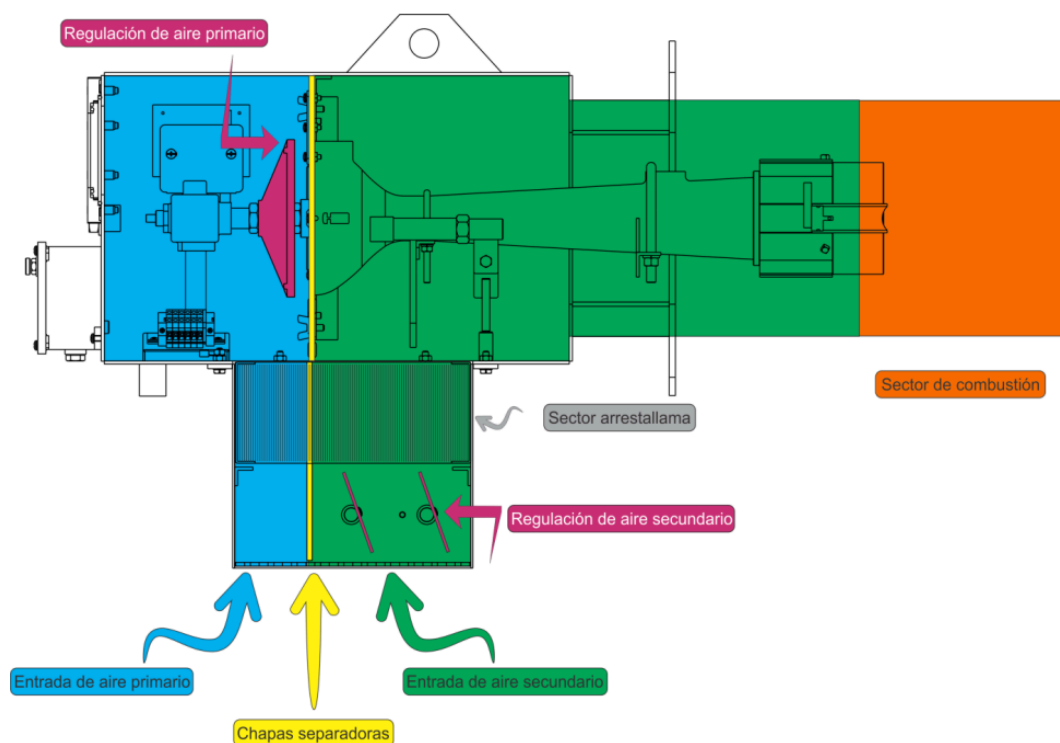 Regulación de aire primario
Sector de combustión
Sector arrestallama
Regulación de aire secundario
Entrada de aire primario
Entrada de aire secundario
Chapas separadoras